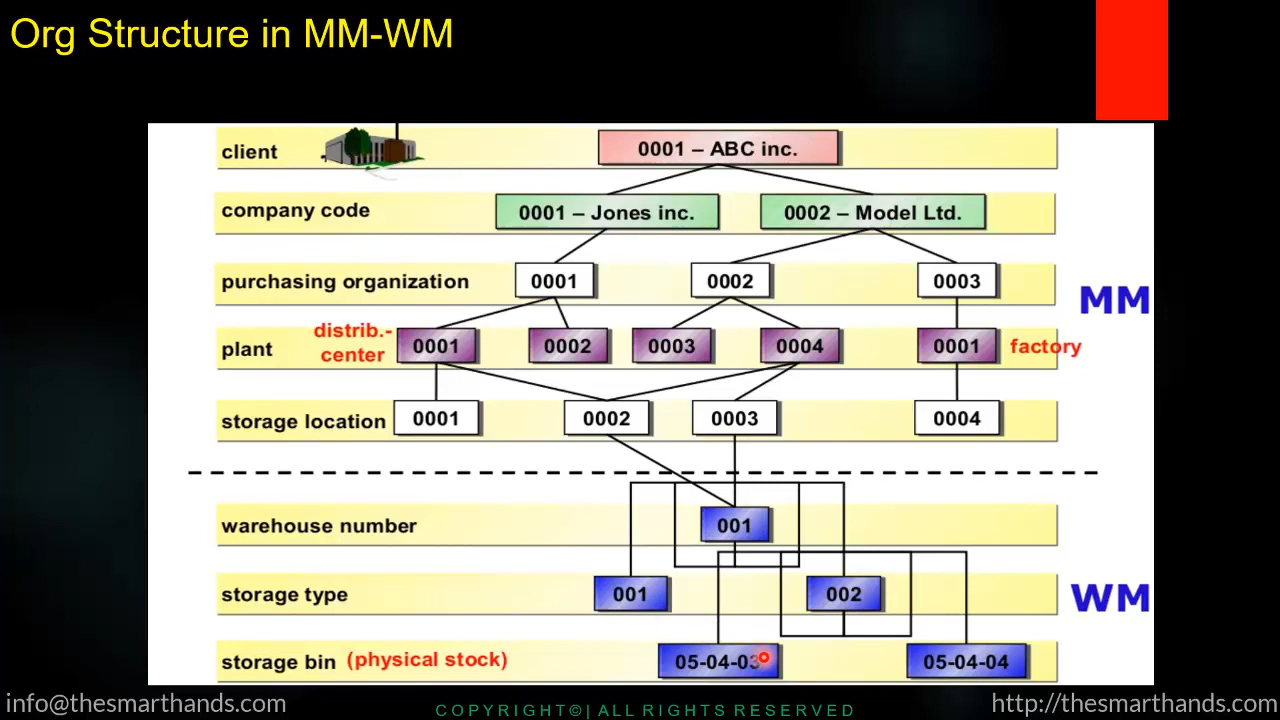 Org Structure in MM-WM
client
0001 – ABC inc.
company code
0001 – Jones inc.
0002 – Model Ltd.
purchasing organization
0001
0002
0003
MM
plant
distrib.-
center
0001
0002
0003
0004
0001
factory
storage location
0001
0002
0003
0004
warehouse number
001
storage type
001
002
WM
storage bin (physical stock)
05-04-03
05-04-04
info@thesmarthands.com
COPYRIGHT©| ALL RIGHTS RESERVED
http://thesmarthands.com